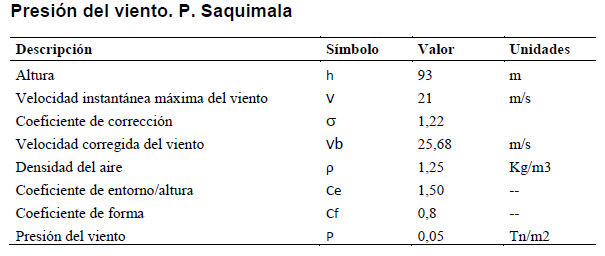 Presión del viento. P. Saquimala
Descripción Símbolo Valor Unidades
Altura h 93 m
Velocidad instantánea máxima del viento V 21 m/s
Coeficiente de corrección σ 1,22
Velocidad corregida del viento Vb 25,68 m/s
Densidad del aire ρ 1,25 Kg/m3
Coeficiente de entorno/altura Ce 1,50 --
Coeficiente de forma Cf 0,8 --
Presión del viento P 0,05 Tn/m2